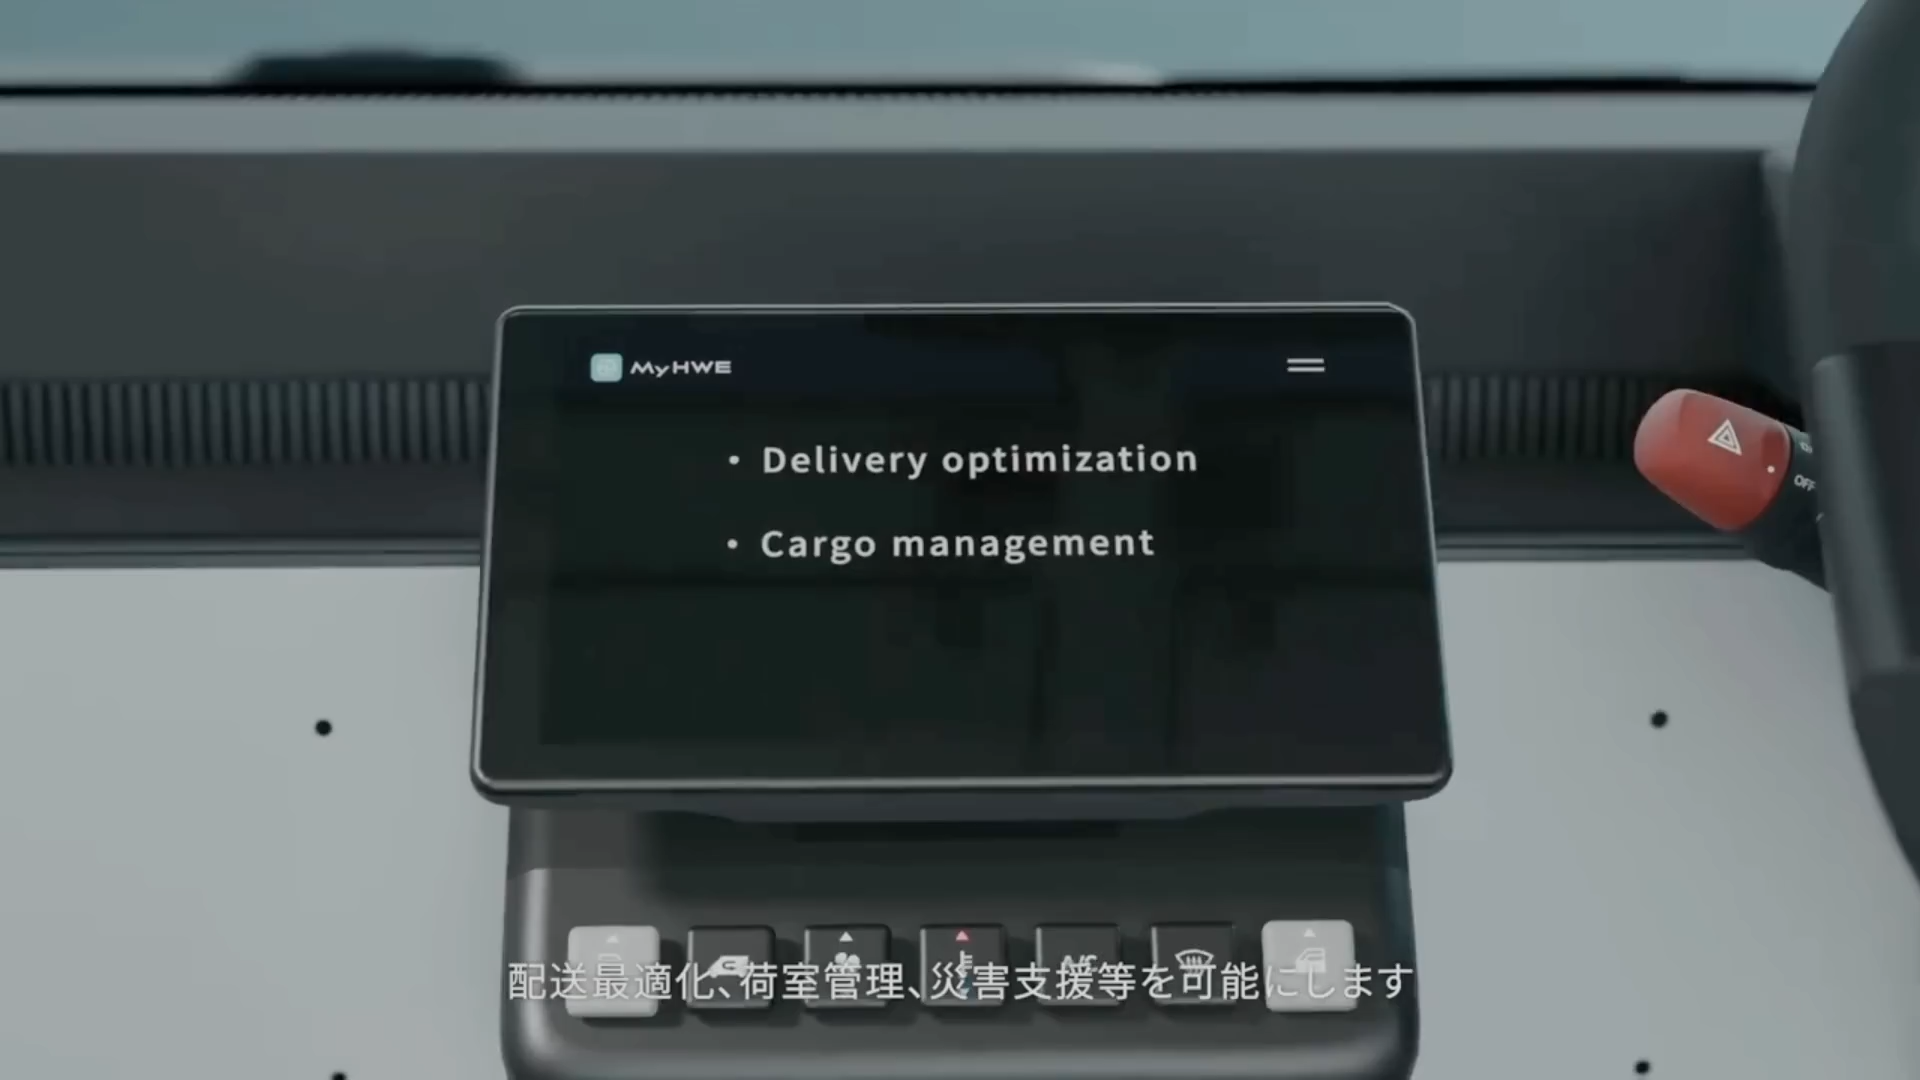 MyHWE
• Delivery optimization
• Cargo management
OFF
配送最適化、荷室管理、災害支援等を可能にします